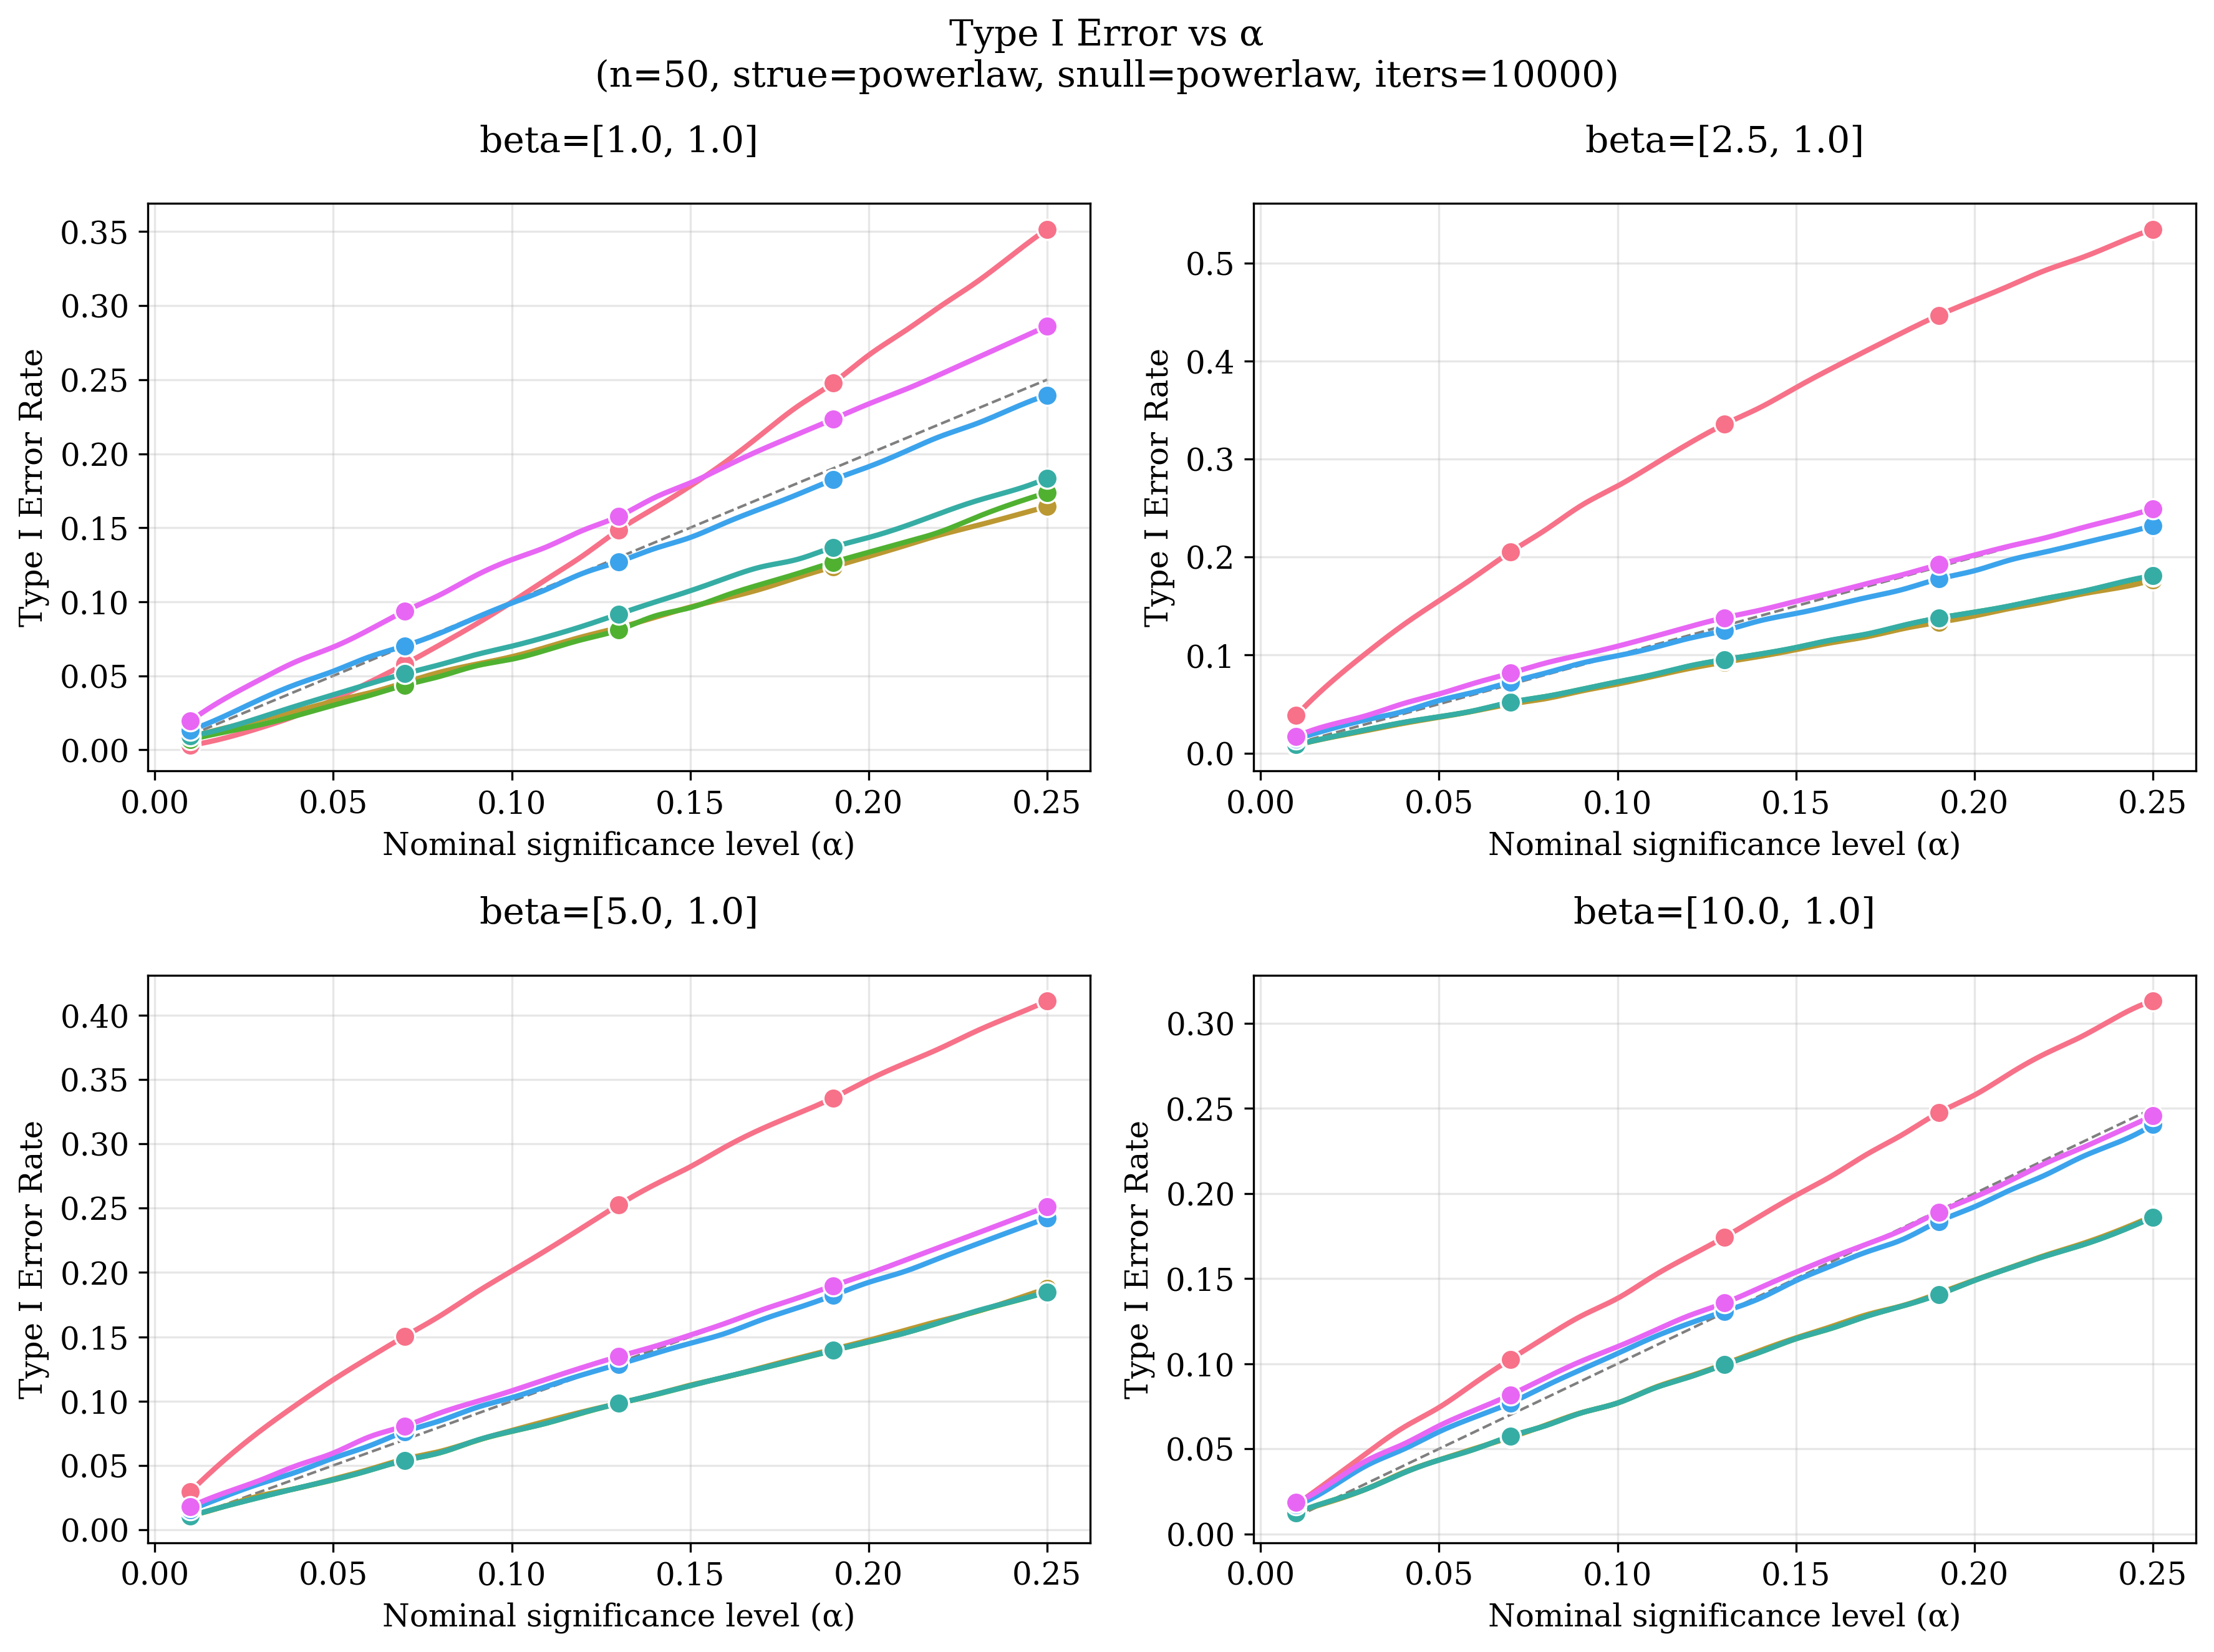 Type I Error vs α
(n=50, strue=powerlaw, snull=powerlaw, iters=10000)
beta=[1.0, 1.0]
0.35
0.30
0.25
0.20
0.15
0.10
0.05
0.00
Type I Error Rate
0.00 0.05 0.10 0.15 0.20 0.25
Nominal significance level (α)
beta=[2.5, 1.0]
0.5
0.4
0.3
0.2
0.1
0.0
Type I Error Rate
0.00 0.05 0.10 0.15 0.20 0.25
Nominal significance level (α)
beta=[5.0, 1.0]
0.40
0.35
0.30
0.25
0.20
0.15
0.10
0.05
0.00
Type I Error Rate
0.00 0.05 0.10 0.15 0.20 0.25
Nominal significance level (α)
beta=[10.0, 1.0]
0.30
0.25
0.20
0.15
0.10
0.05
0.00
Type I Error Rate
0.00 0.05 0.10 0.15 0.20 0.25
Nominal significance level (α)